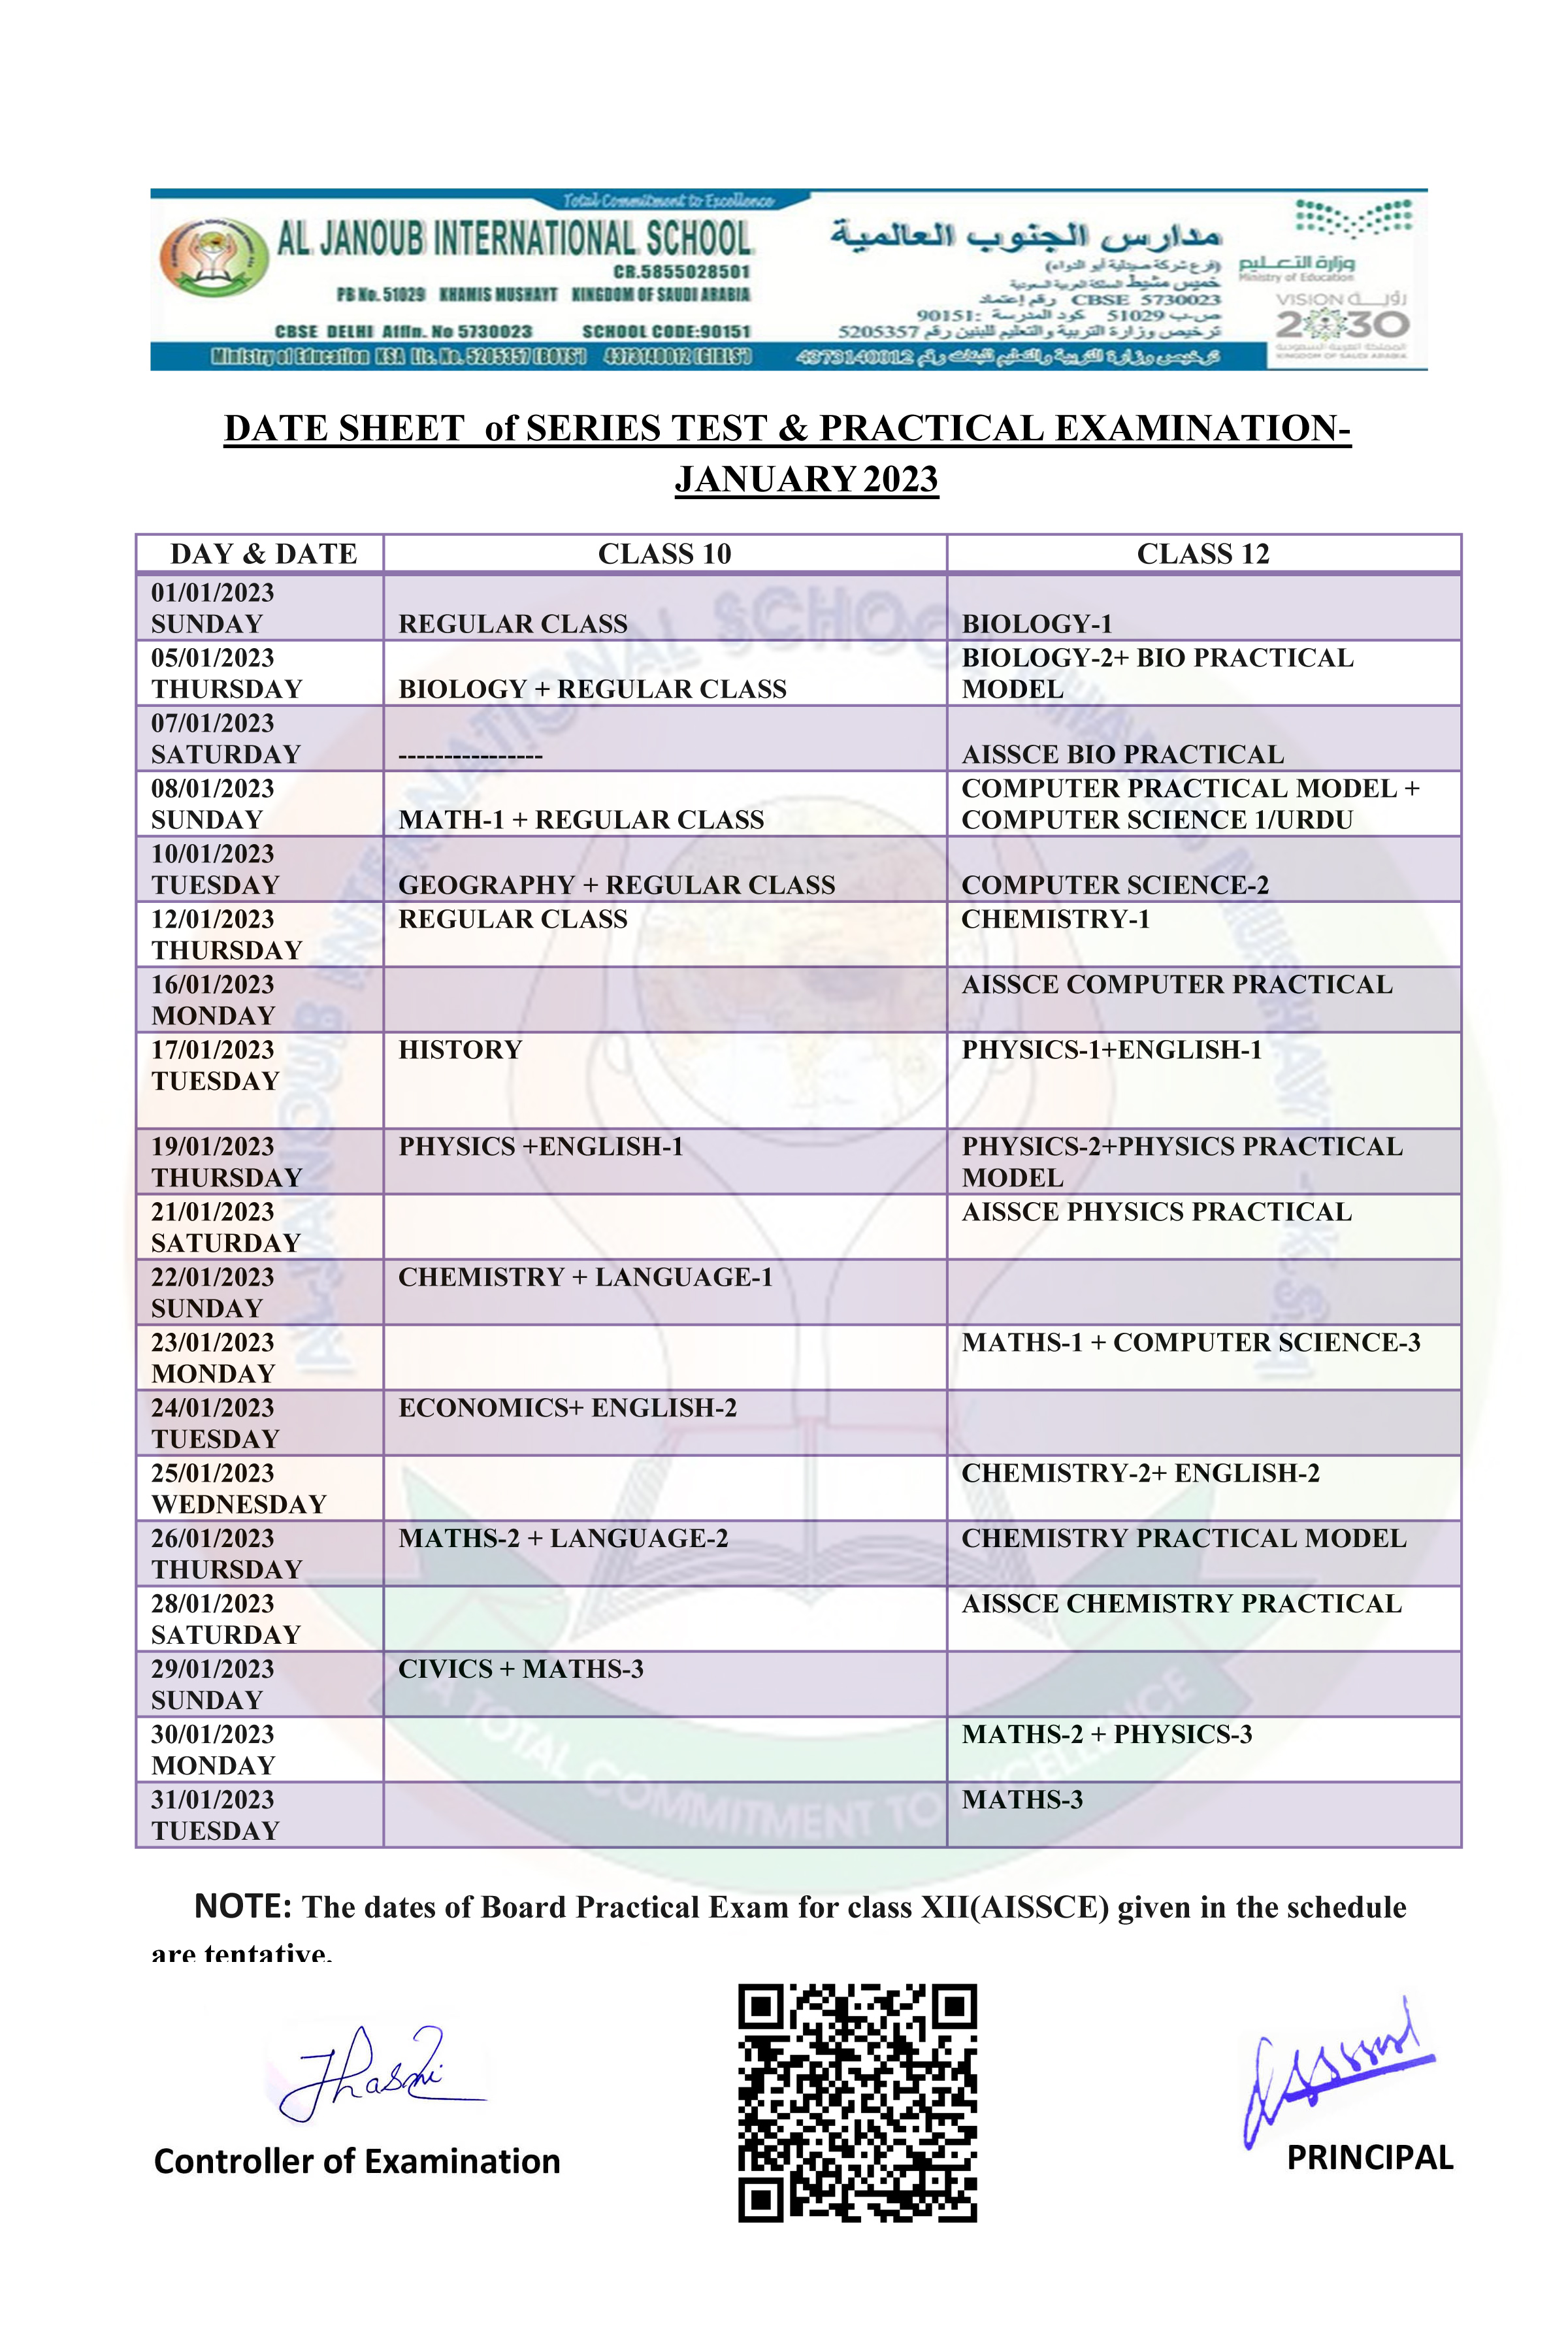 Total Commitment to Excellence
AL JANOUB INTERNATIONAL SCHOOL
CR.5855028501
PB No. 51029 KHAMIS MUSHAYT KINGDOM OF SAUDI ARABIA
CBSE DELHI Affln. No 5730023 SCHOOL CODE:90151
Ministry of Education KSA Lic. No. 5205357 (BOYS') 4373140012 (GIRLS')
مدارس الجنوب العالمية
(فرع شركة صيدلية أبو النواء)
خميس مشيط المملكة العربية السعودية
CBSE 5730023 رقم إعتماد
ص.ب 51029 كود المدرسة :90151
ترخيص وزارة التربية والتعليم للبنين رقم 5205357
ترخيص وزارة التربية والتعليم للبنات رقم 4373140012
وزارة التعليم
Ministry of Education
VISION رؤية
2030
المملكة العربية السعودية
KINGDOM OF SAUDI ARABIA
DATE SHEET of SERIES TEST & PRACTICAL EXAMINATION-
JANUARY 2023
DAY & DATE CLASS 10 CLASS 12
01/01/2023
SUNDAY REGULAR CLASS BIOLOGY-1
05/01/2023 BIOLOGY-2+ BIO PRACTICAL
THURSDAY BIOLOGY + REGULAR CLASS MODEL
07/01/2023
SATURDAY ---------------- AISSCE BIO PRACTICAL
08/01/2023 COMPUTER PRACTICAL MODEL +
SUNDAY MATH-1 + REGULAR CLASS COMPUTER SCIENCE 1/URDU
10/01/2023
TUESDAY GEOGRAPHY + REGULAR CLASS COMPUTER SCIENCE-2
12/01/2023 REGULAR CLASS CHEMISTRY-1
THURSDAY
16/01/2023 AISSCE COMPUTER PRACTICAL
MONDAY
17/01/2023 HISTORY PHYSICS-1+ENGLISH-1
TUESDAY
19/01/2023 PHYSICS +ENGLISH-1 PHYSICS-2+PHYSICS PRACTICAL
THURSDAY MODEL
21/01/2023 AISSCE PHYSICS PRACTICAL
SATURDAY
22/01/2023 CHEMISTRY + LANGUAGE-1
SUNDAY
23/01/2023 MATHS-1 + COMPUTER SCIENCE-3
MONDAY
24/01/2023 ECONOMICS+ ENGLISH-2
TUESDAY
25/01/2023 CHEMISTRY-2+ ENGLISH-2
WEDNESDAY
26/01/2023 MATHS-2 + LANGUAGE-2 CHEMISTRY PRACTICAL MODEL
THURSDAY
28/01/2023 AISSCE CHEMISTRY PRACTICAL
SATURDAY
29/01/2023 CIVICS + MATHS-3
SUNDAY
30/01/2023 MATHS-2 + PHYSICS-3
MONDAY
31/01/2023 MATHS-3
TUESDAY
AL-JANOUB INTERNATIONAL SCHOOL KHAMIS MUSHAYT - K.S.A
A TOTAL COMMITMENT TO EXCELLENCE
NOTE: The dates of Board Practical Exam for class XII(AISSCE) given in the schedule
are tentative.
Controller of Examination
PRINCIPAL